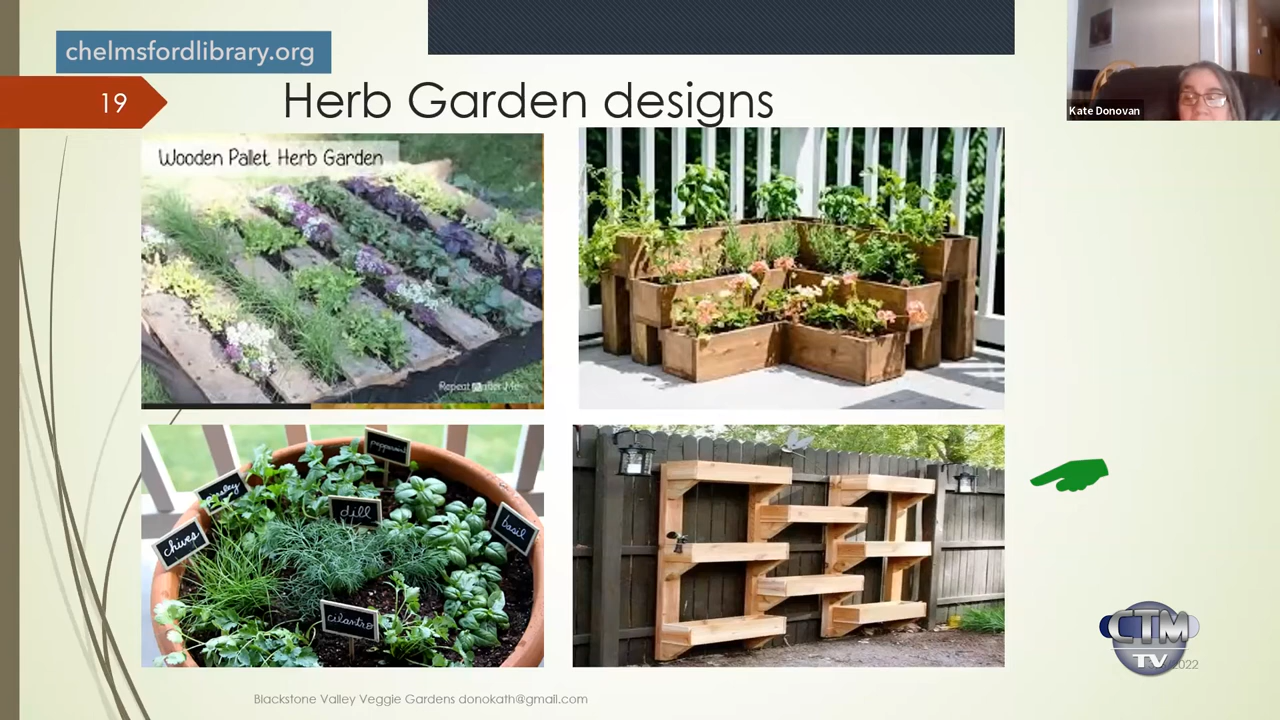 chelmsfordlibrary.org
19
Herb Garden designs
Kate Donovan
Wooden Pallet Herb Garden
Repeat After Me
peppermint
parsley
dill
basil
chives
cilantro
CTM
TV
2022
Blackstone Valley Veggie Gardens donokath@gmail.com